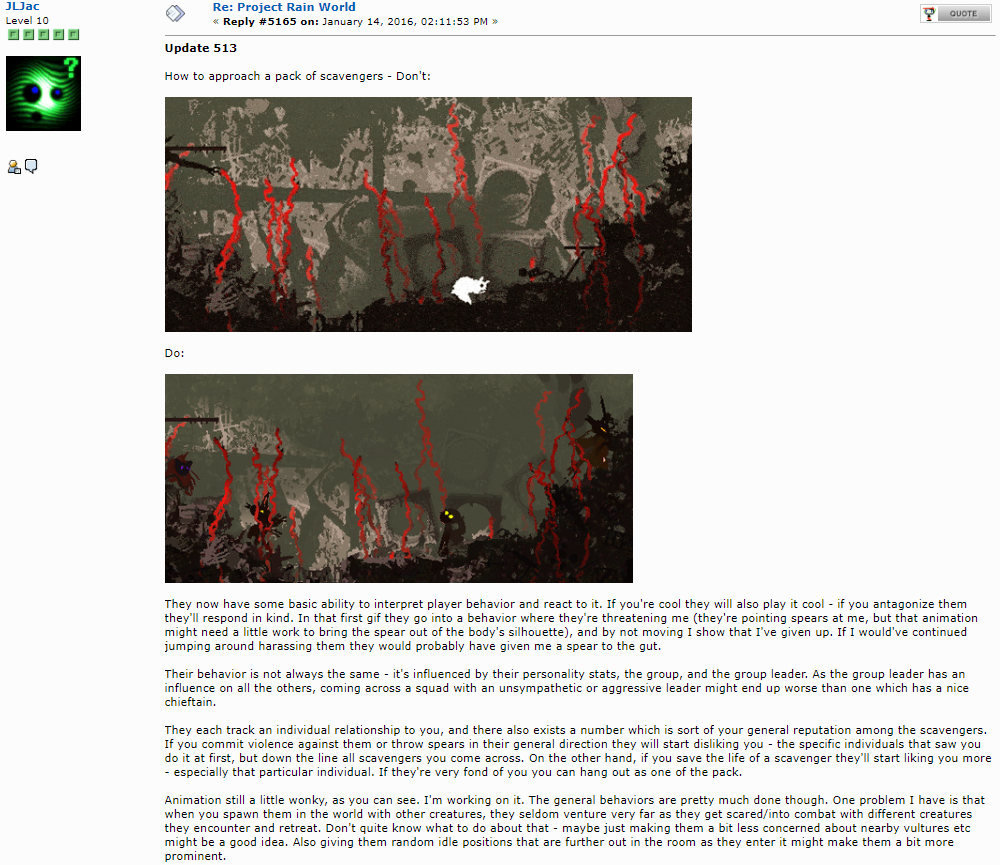 JLJac
Level 10
Re: Project Rain World
« Reply #5165 on: January 14, 2016, 02:11:53 PM »
QUOTE
Update 513
How to approach a pack of scavengers - Don't:
Do:
They now have some basic ability to interpret player behavior and react to it. If you're cool they will also play it cool - if you antagonize them
they'll respond in kind. In that first gif they go into a behavior where they're threatening me (they're pointing spears at me, but that animation
might need a little work to bring the spear out of the body's silhouette), and by not moving I show that I've given up. If I would've continued
jumping around harassing them they would probably have given me a spear to the gut.
Their behavior is not always the same - it's influenced by their personality stats, the group, and the group leader. As the group leader has an
influence on all the others, coming across a squad with an unsympathetic or aggressive leader might end up worse than one which has a nice
chieftain.
They each track an individual relationship to you, and there also exists a number which is sort of your general reputation among the scavengers.
If you commit violence against them or throw spears in their general direction they will start disliking you - the specific individuals that saw you
do it at first, but down the line all scavengers you come across. On the other hand, if you save the life of a scavenger they'll start liking you more
- especially that particular individual. If they're very fond of you you can hang out as one of the pack.
Animation still a little wonky, as you can see. I'm working on it. The general behaviors are pretty much done though. One problem I have is that
when you spawn them in the world with other creatures, they seldom venture very far as they get scared/into combat with different creatures
they encounter and retreat. Don't quite know what to do about that - maybe just making them a bit less concerned about nearby vultures etc
might be a good idea. Also giving them random idle positions that are further out in the room as they enter it might make them a bit more
prominent.